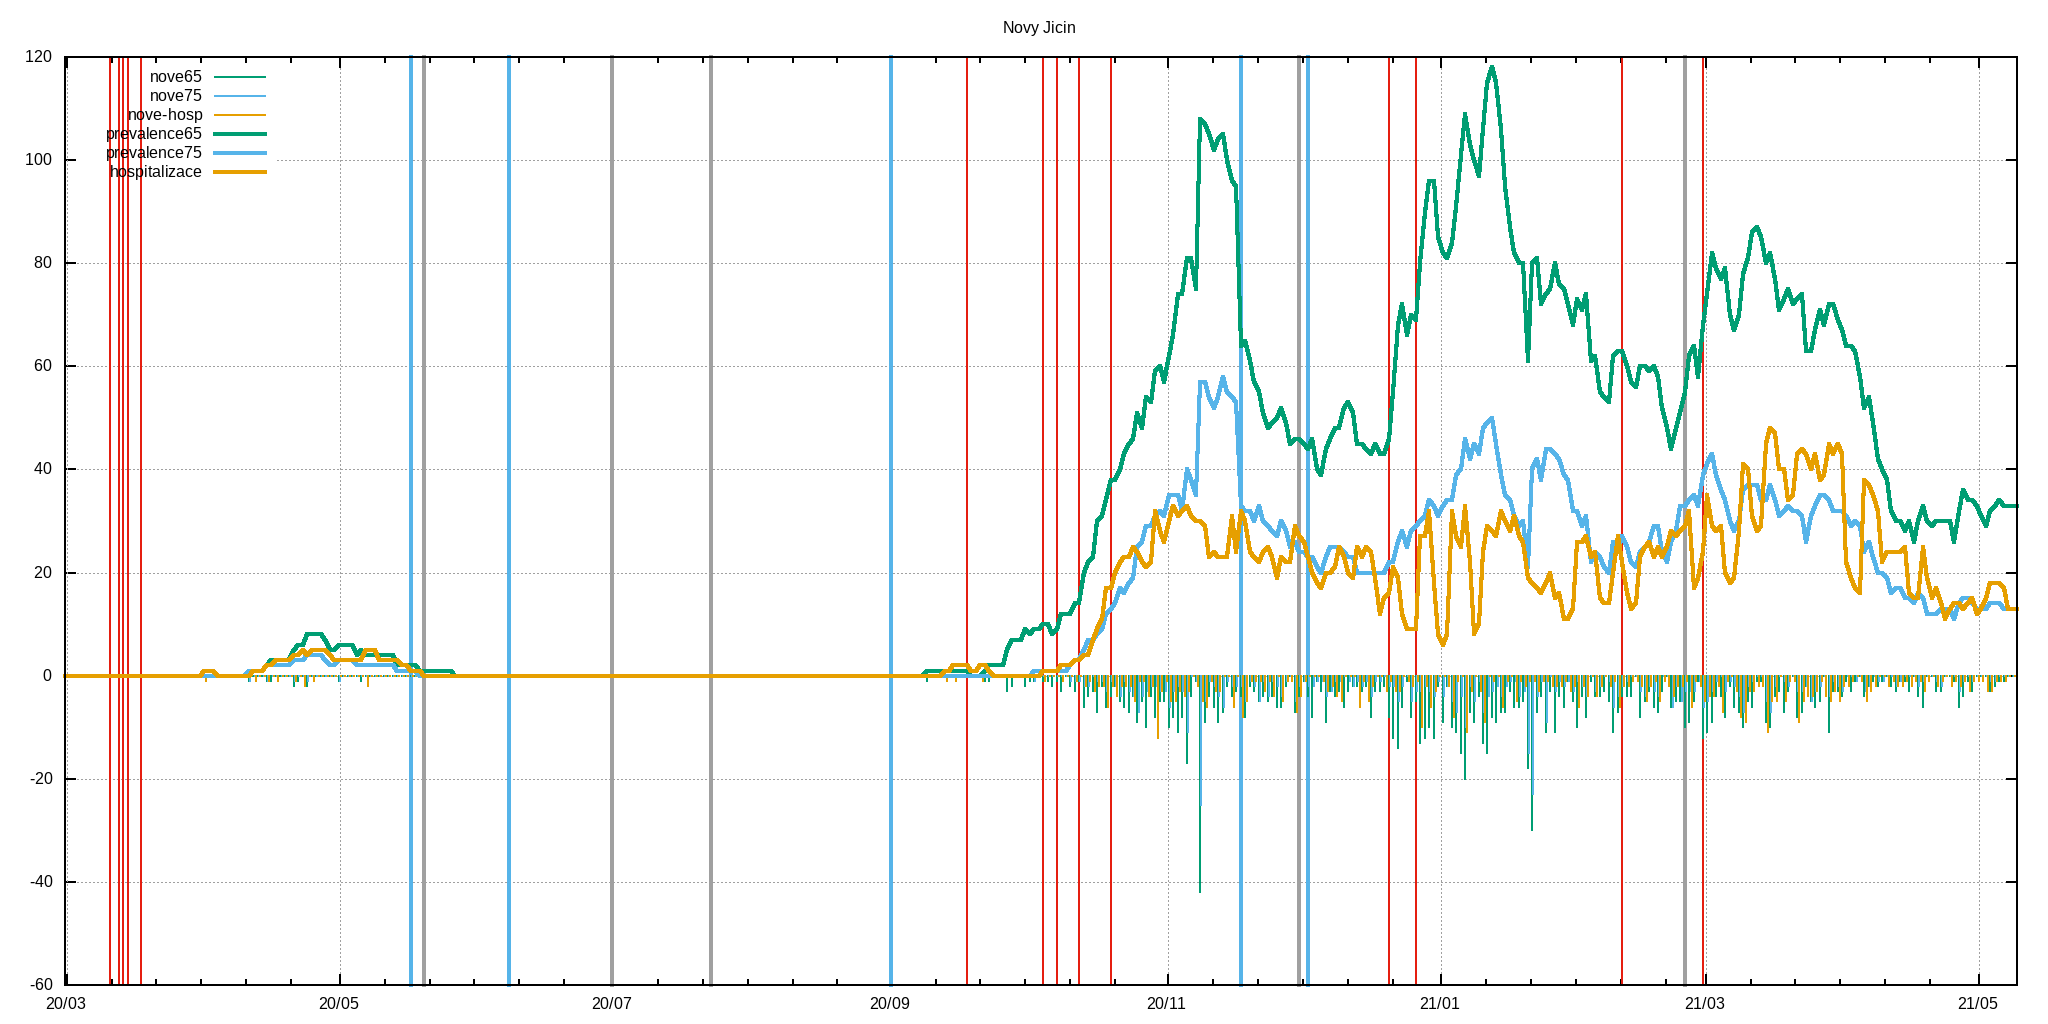 Novy Jicin
120
100
80
60
40
20
0
-20
-40
-60
nove65
nove75
nove-hosp
prevalence65
prevalence75
hospitalizace
20/03 20/05 20/07 20/09 20/11 21/01 21/03 21/05